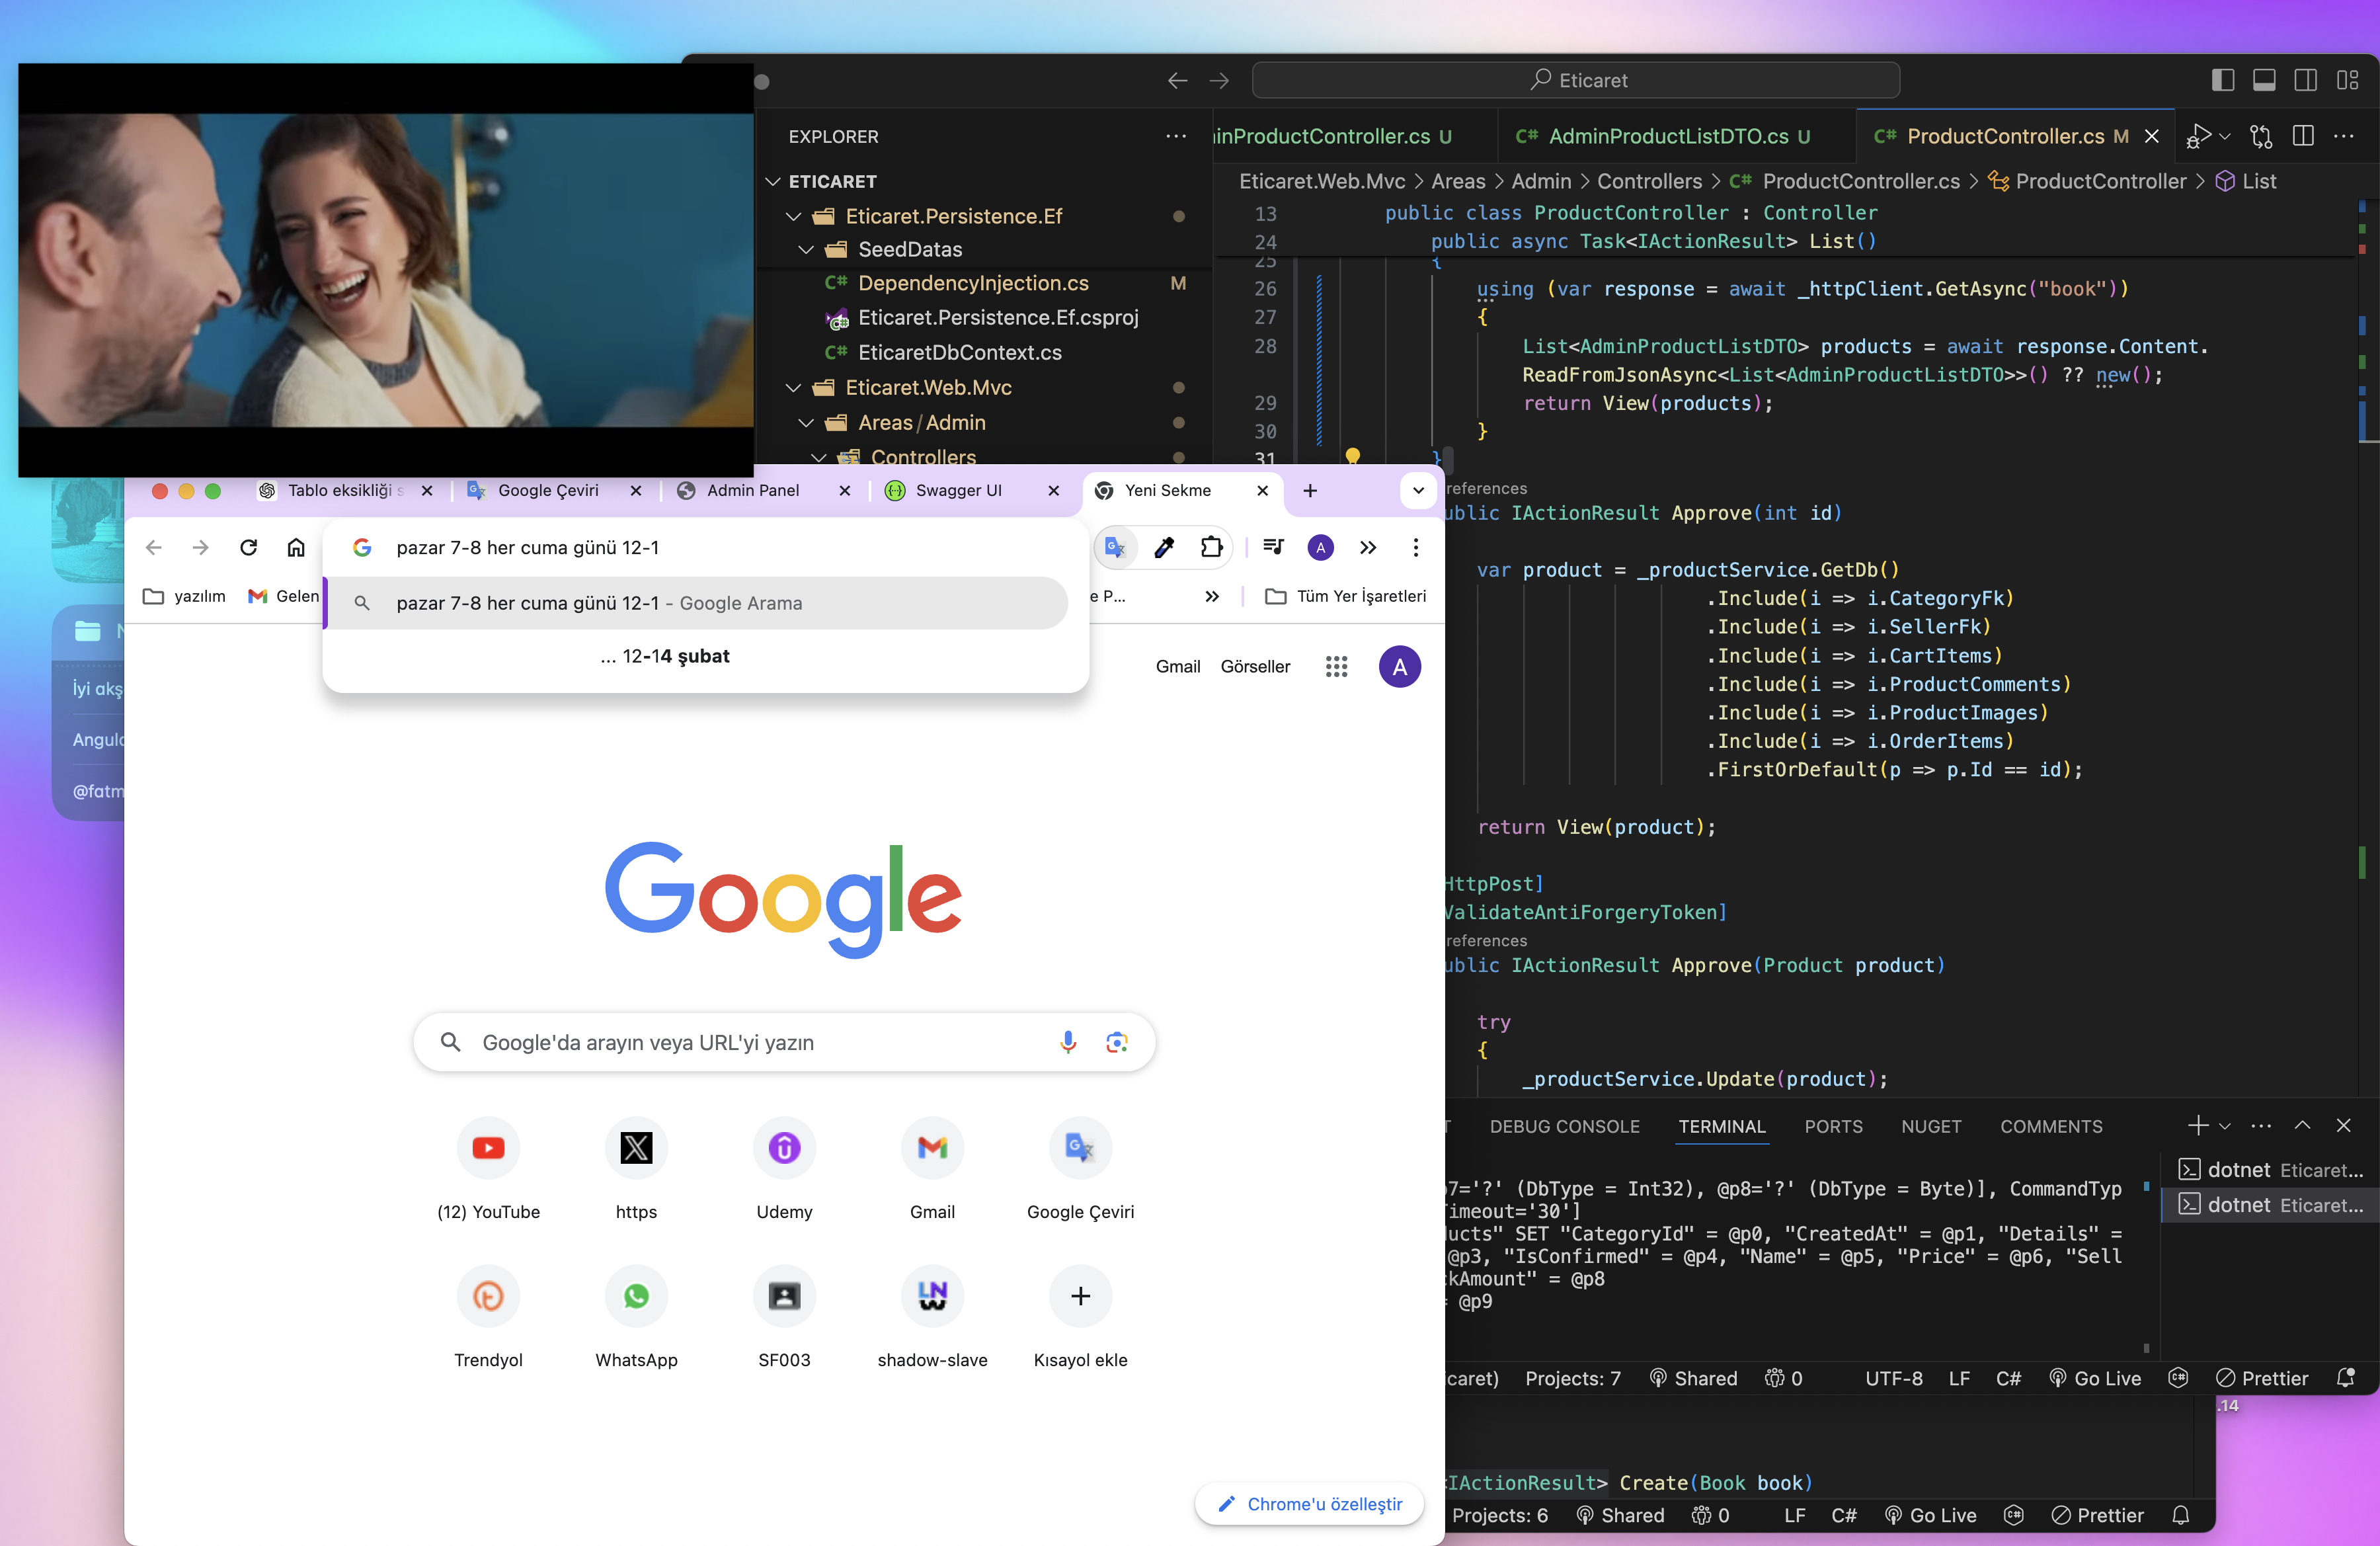 Eticaret
EXPLORER
ETICARET
Eticaret.Persistence.Ef
SeedDatas
DependencyInjection.cs M
Eticaret.Persistence.Ef.csproj
EticaretDbContext.cs
Eticaret.Web.Mvc
Areas/Admin
Controllers
inProductController.cs U
AdminProductListDTO.cs U
ProductController.cs M
Eticaret.Web.Mvc > Areas > Admin > Controllers > ProductController.cs > ProductController > List
13 public class ProductController : Controller
24 public async Task<IActionResult> List()
25 {
26 using (var response = await _httpClient.GetAsync("book"))
27 {
28 List<AdminProductListDTO> products = await response.Content.
ReadFromJsonAsync<List<AdminProductListDTO>>() ?? new();
29 return View(products);
30 }
31 }
references
ublic IActionResult Approve(int id)
var product = _productService.GetDb()
.Include(i => i.CategoryFk)
.Include(i => i.SellerFk)
.Include(i => i.CartItems)
.Include(i => i.ProductComments)
.Include(i => i.ProductImages)
.Include(i => i.OrderItems)
.FirstOrDefault(p => p.Id == id);
return View(product);
HttpPost]
ValidateAntiForgeryToken]
references
ublic IActionResult Approve(Product product)
try
{
_productService.Update(product);
DEBUG CONSOLE TERMINAL PORTS NUGET COMMENTS
7='?' (DbType = Int32), @p8='?' (DbType = Byte)], CommandTyp
imeout='30']
ucts" SET "CategoryId" = @p0, "CreatedAt" = @p1, "Details" =
@p3, "IsConfirmed" = @p4, "Name" = @p5, "Price" = @p6, "Sell
kAmount" = @p8
= @p9
dotnet Eticaret...
dotnet Eticaret...
icaret) Projects: 7 Shared 0 UTF-8 LF C# Go Live Prettier
.14
<IActionResult> Create(Book book)
Projects: 6 Shared 0 LF C# Go Live Prettier
Tablo eksikliği s
Google Çeviri
Admin Panel
Swagger UI
Yeni Sekme
pazar 7-8 her cuma günü 12-1
A
yazılım
Gelen
pazar 7-8 her cuma günü 12-1 - Google Arama
e P...
Tüm Yer İşaretleri
... 12-14 şubat
Gmail Görseller A
İyi akş
Angula
@fatm
Google
Google'da arayın veya URL'yi yazın
(12) YouTube
https
Udemy
Gmail
Google Çeviri
Trendyol
WhatsApp
SF003
shadow-slave
Kısayol ekle
Chrome'u özelleştir